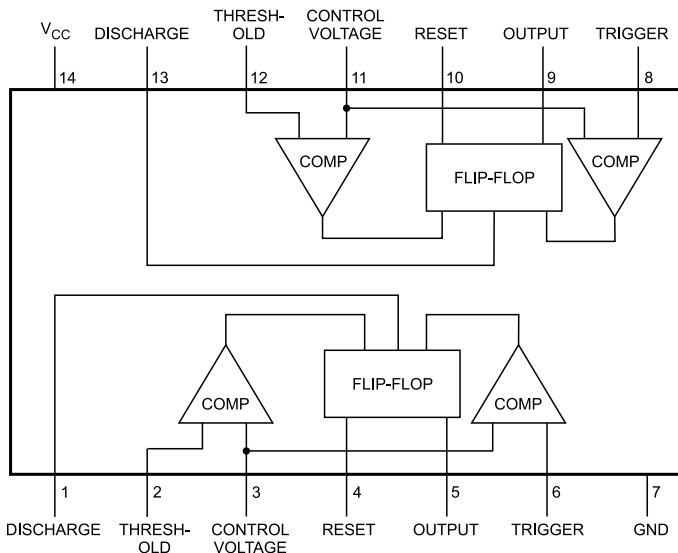 V_CC DISCHARGE THRESH-OLD CONTROL VOLTAGE RESET OUTPUT TRIGGER
14 13 12 11 10 9 8
COMP FLIP-FLOP COMP
COMP FLIP-FLOP COMP
1 2 3 4 5 6 7
DISCHARGE THRESH-OLD CONTROL VOLTAGE RESET OUTPUT TRIGGER GND